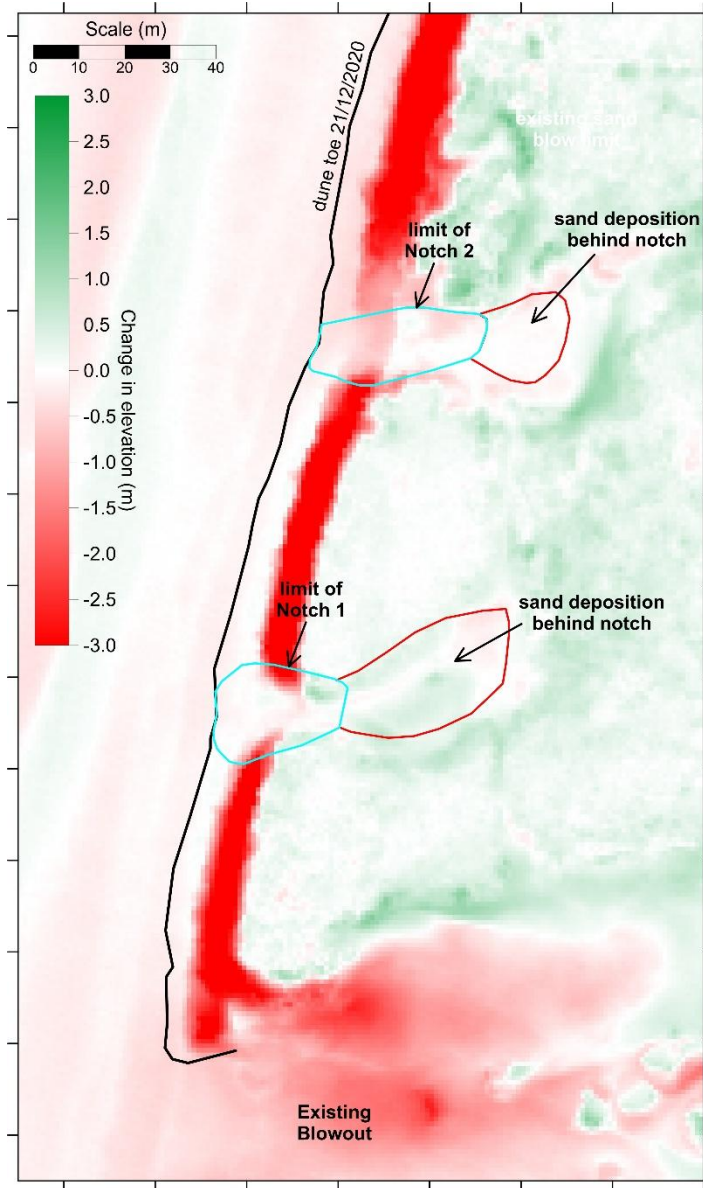 Scale (m)
0 10 20 30 40
3.0
2.5
2.0
1.5
1.0
0.5
0.0
-0.5
-1.0
-1.5
-2.0
-2.5
-3.0
Change in elevation (m)
dune toe 21/12/2020
existing sand
blow limit
limit of
Notch 2
sand deposition
behind notch
limit of
Notch 1
sand deposition
behind notch
Existing
Blowout